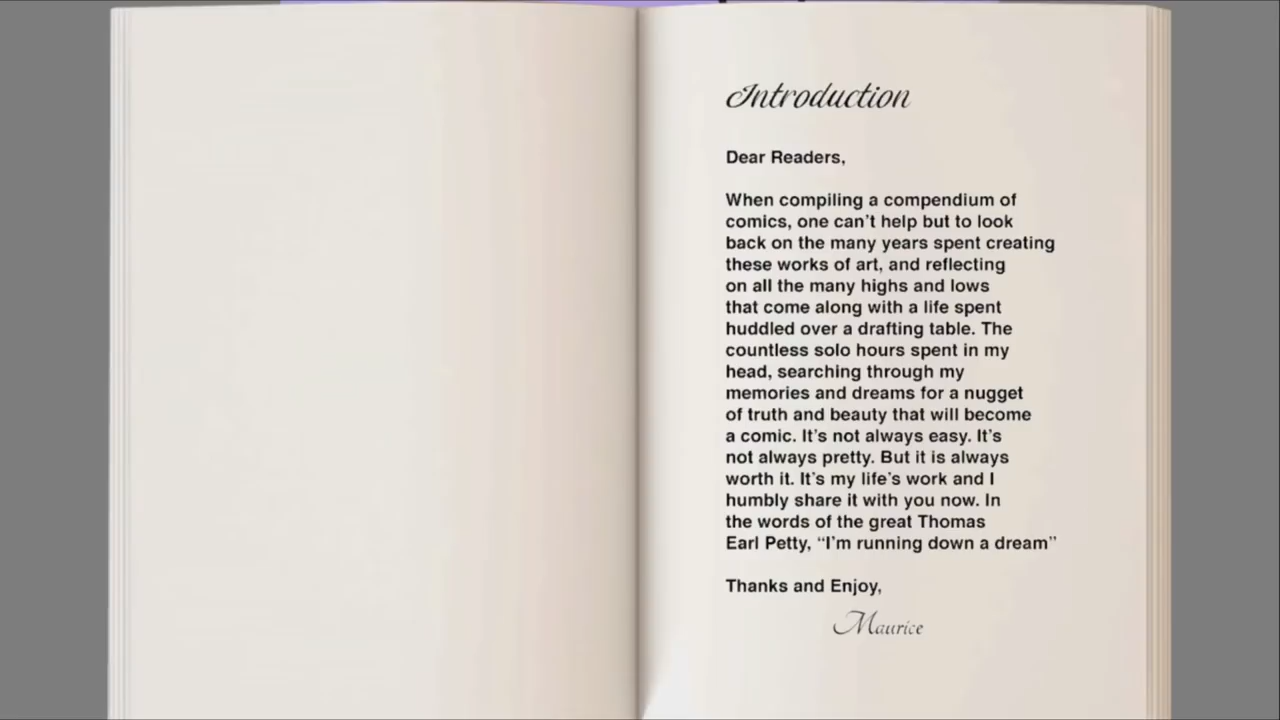 Introduction
Dear Readers,
When compiling a compendium of
comics, one can’t help but to look
back on the many years spent creating
these works of art, and reflecting
on all the many highs and lows
that come along with a life spent
huddled over a drafting table. The
countless solo hours spent in my
head, searching through my
memories and dreams for a nugget
of truth and beauty that will become
a comic. It’s not always easy. It’s
not always pretty. But it is always
worth it. It’s my life’s work and I
humbly share it with you now. In
the words of the great Thomas
Earl Petty, “I’m running down a dream”
Thanks and Enjoy,
Maurice